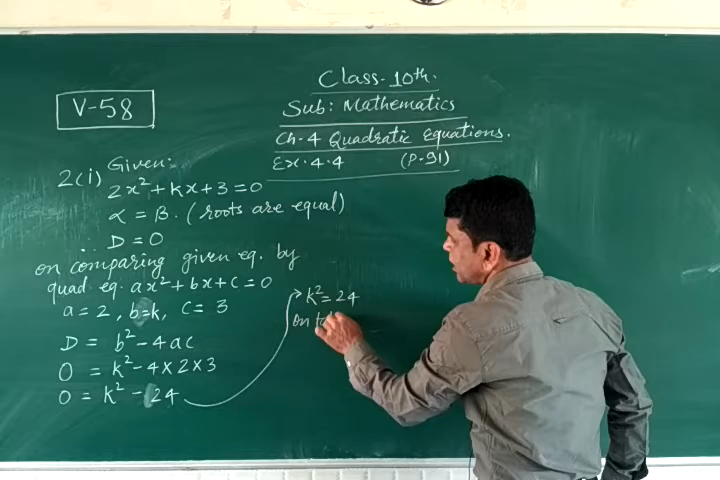 V-58
Class-10th.
Sub: Mathematics
Ch-4 Quadratic Equations.
Ex.4.4 (P-91)
2(i) Given:
2x² + kx + 3 = 0
α = β. (roots are equal)
∴ D = 0
on comparing given eq. by
quad. eq. ax² + bx + c = 0
a = 2, b=k, c = 3
D = b² - 4ac
0 = k² - 4 × 2 × 3
0 = k² - 24
k² = 24
on